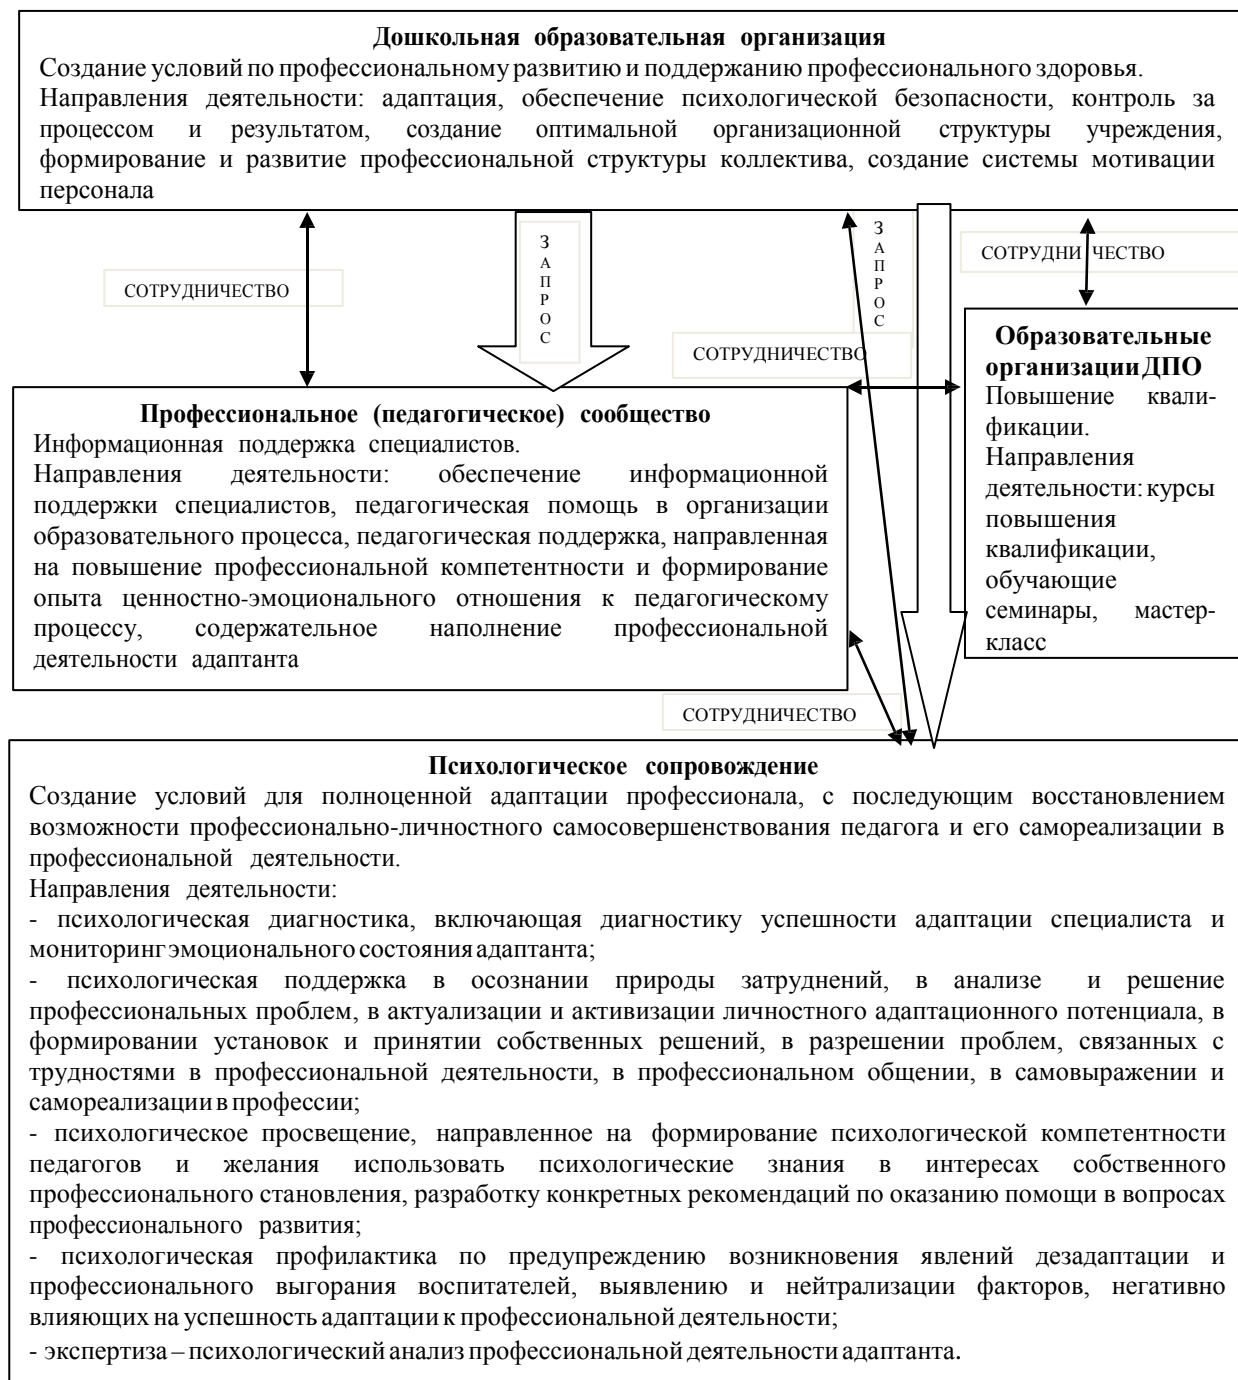 Дошкольная образовательная организация
Создание условий по профессиональному развитию и поддержанию профессионального здоровья.
Направления деятельности: адаптация, обеспечение психологической безопасности, контроль за
процессом и результатом, создание оптимальной организационной структуры учреждения,
формирование и развитие профессиональной структуры коллектива, создание системы мотивации
персонала
СОТРУДНИЧЕСТВО
З
А
П
Р
О
С
З
А
П
Р
О
С
СОТРУДНИЧЕСТВО
СОТРУДНИ ЧЕСТВО
Образовательные
организации ДПО
Повышение квали-
фикации.
Направления
деятельности: курсы
повышения
квалификации,
обучающие
семинары, мастер-
класс
Профессиональное (педагогическое) сообщество
Информационная поддержка специалистов.
Направления деятельности: обеспечение информационной
поддержки специалистов, педагогическая помощь в организации
образовательного процесса, педагогическая поддержка, направленная
на повышение профессиональной компетентности и формирование
опыта ценностно-эмоционального отношения к педагогическому
процессу, содержательное наполнение профессиональной
деятельности адаптанта
СОТРУДНИЧЕСТВО
Психологическое сопровождение
Создание условий для полноценной адаптации профессионала, с последующим восстановлением
возможности профессионально-личностного самосовершенствования педагога и его самореализации в
профессиональной деятельности.
Направления деятельности:
- психологическая диагностика, включающая диагностику успешности адаптации специалиста и
мониторинг эмоционального состояния адаптанта;
- психологическая поддержка в осознании природы затруднений, в анализе и решение
профессиональных проблем, в актуализации и активизации личностного адаптационного потенциала, в
формировании установок и принятии собственных решений, в разрешении проблем, связанных с
трудностями в профессиональной деятельности, в профессиональном общении, в самовыражении и
самореализации в профессии;
- психологическое просвещение, направленное на формирование психологической компетентности
педагогов и желания использовать психологические знания в интересах собственного
профессионального становления, разработку конкретных рекомендаций по оказанию помощи в вопросах
профессионального развития;
- психологическая профилактика по предупреждению возникновения явлений дезадаптации и
профессионального выгорания воспитателей, выявлению и нейтрализации факторов, негативно
влияющих на успешность адаптации к профессиональной деятельности;
- экспертиза – психологический анализ профессиональной деятельности адаптанта.